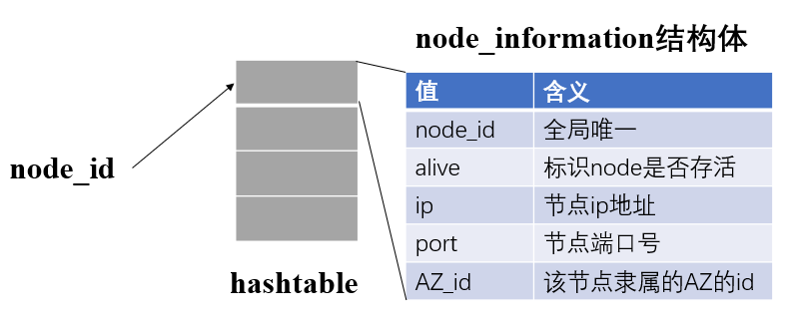 node_information结构体
值 含义
node_id 全局唯一
alive 标识node是否存活
ip 节点ip地址
port 节点端口号
AZ_id 该节点隶属的AZ的id
node_id
hashtable